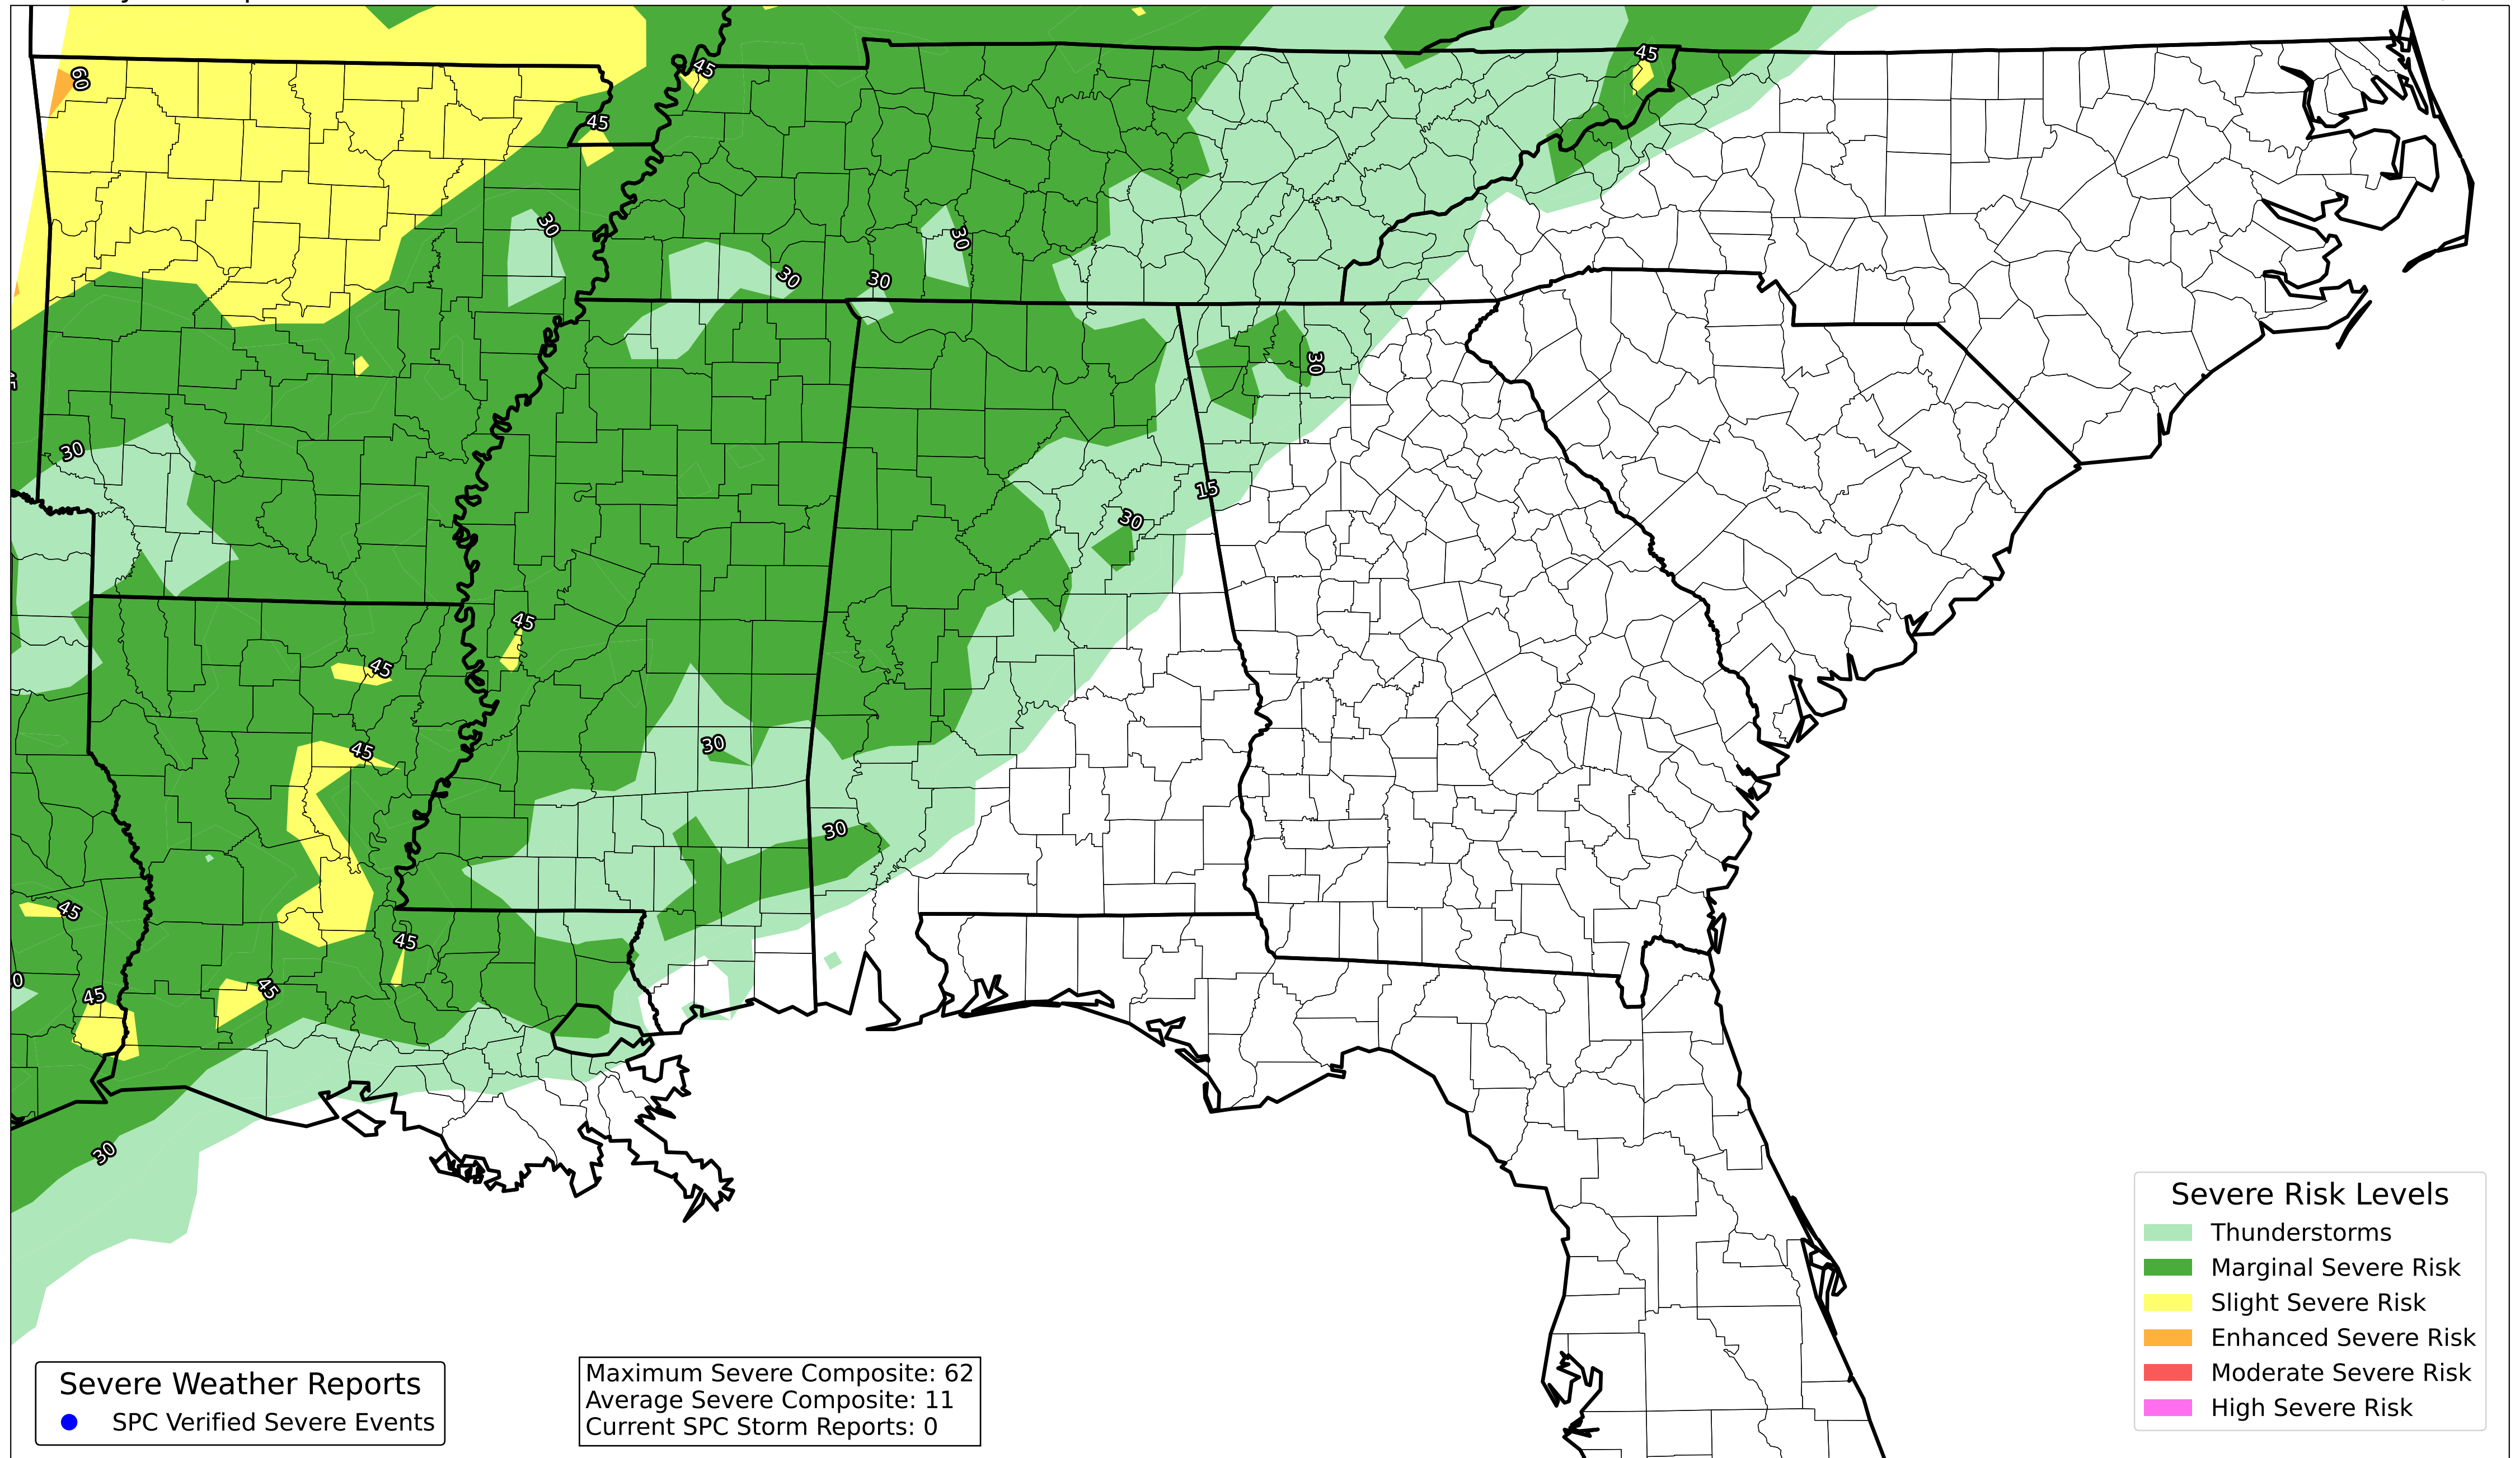 60
45
45
45
30
30
30
30
30
30
15
30
45
45
45
30
30
45
45
45
45
30
Severe Risk Levels
Thunderstorms
Marginal Severe Risk
Slight Severe Risk
Enhanced Severe Risk
Moderate Severe Risk
High Severe Risk
Severe Weather Reports
SPC Verified Severe Events
Maximum Severe Composite: 62
Average Severe Composite: 11
Current SPC Storm Reports: 0